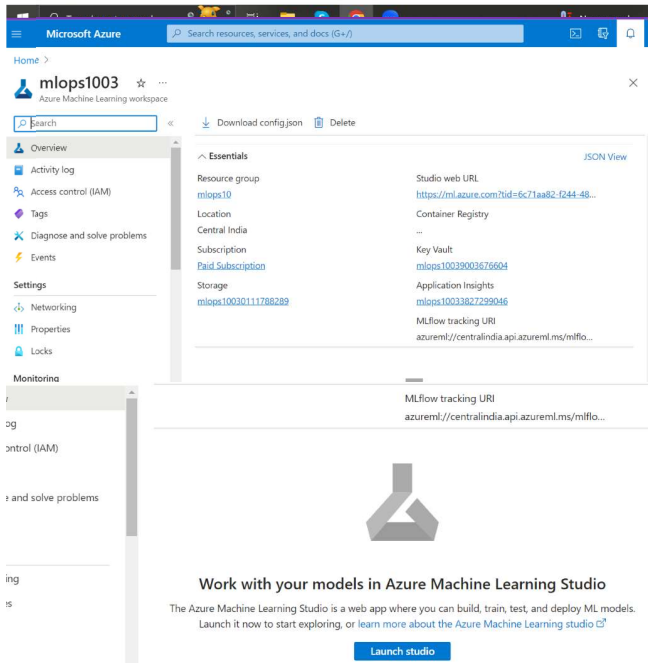 Microsoft Azure
Search resources, services, and docs (G+/)
Home >
mlops1003
Azure Machine Learning workspace
Search
Download config.json Delete
Overview
Activity log
Access control (IAM)
Tags
Diagnose and solve problems
Events
Settings
Networking
Properties
Locks
Monitoring
Essentials
JSON View
Resource group
mlops10
Location
Central India
Subscription
Paid Subscription
Storage
mlops10030111788289
Studio web URL
https://ml.azure.com?tid=6c71aa82-f244-48...
Container Registry
...
Key Vault
mlops10039003676604
Application Insights
mlops10033827299046
MLflow tracking URI
azureml://centralindia.api.azureml.ms/mlflo...
og
ontrol (IAM)
e and solve problems
ing
es
MLflow tracking URI
azureml://centralindia.api.azureml.ms/mlflo...
Work with your models in Azure Machine Learning Studio
The Azure Machine Learning Studio is a web app where you can build, train, test, and deploy ML models.
Launch it now to start exploring, or learn more about the Azure Machine Learning studio
Launch studio